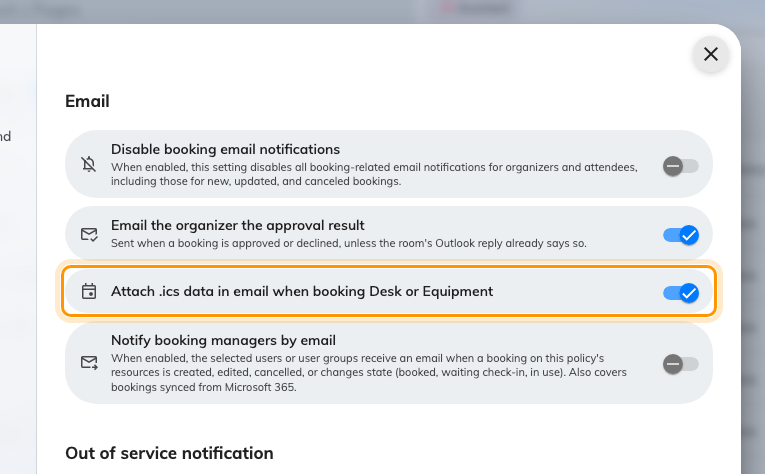 nd
Email
Disable booking email notifications
When enabled, this setting disables all booking-related email notifications for organizers and attendees,
including those for new, updated, and canceled bookings.
Email the organizer the approval result
Sent when a booking is approved or declined, unless the room's Outlook reply already says so.
Attach .ics data in email when booking Desk or Equipment
Notify booking managers by email
When enabled, the selected users or user groups receive an email when a booking on this policy's
resources is created, edited, cancelled, or changes state (booked, waiting check-in, in use). Also covers
bookings synced from Microsoft 365.
Out of service notification